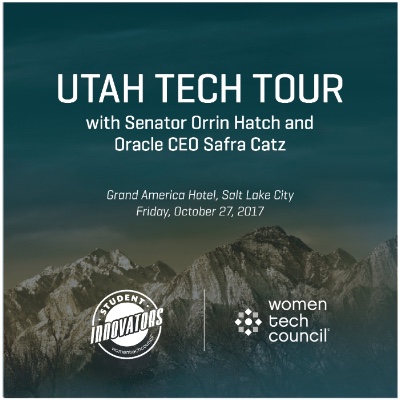 UTAH TECH TOUR
with Senator Orrin Hatch and
Oracle CEO Safra Catz
Grand America Hotel, Salt Lake City
Friday, October 27, 2017
STUDENT
INNOVATORS
womentechcouncil
women
tech
council